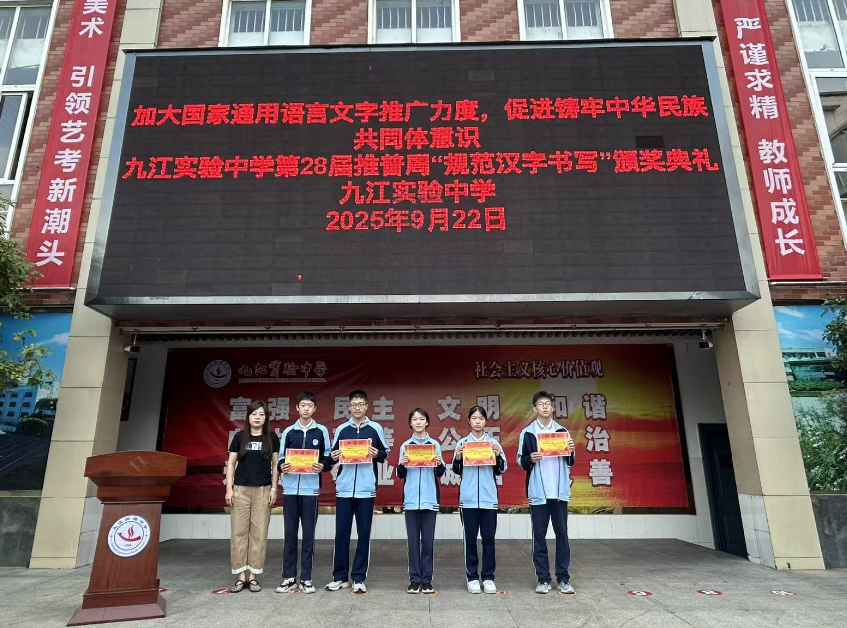 加大国家通用语言文字推广力度，促进铸牢中华民族
共同体意识
九江实验中学第28届推普周“规范汉字书写”颁奖典礼
九江实验中学
2025年9月22日
美术 引领艺考新潮头
严谨求精 教师成长
九江实验中学
社会主义核心价值观
富强 民主 文明 和谐
治
善